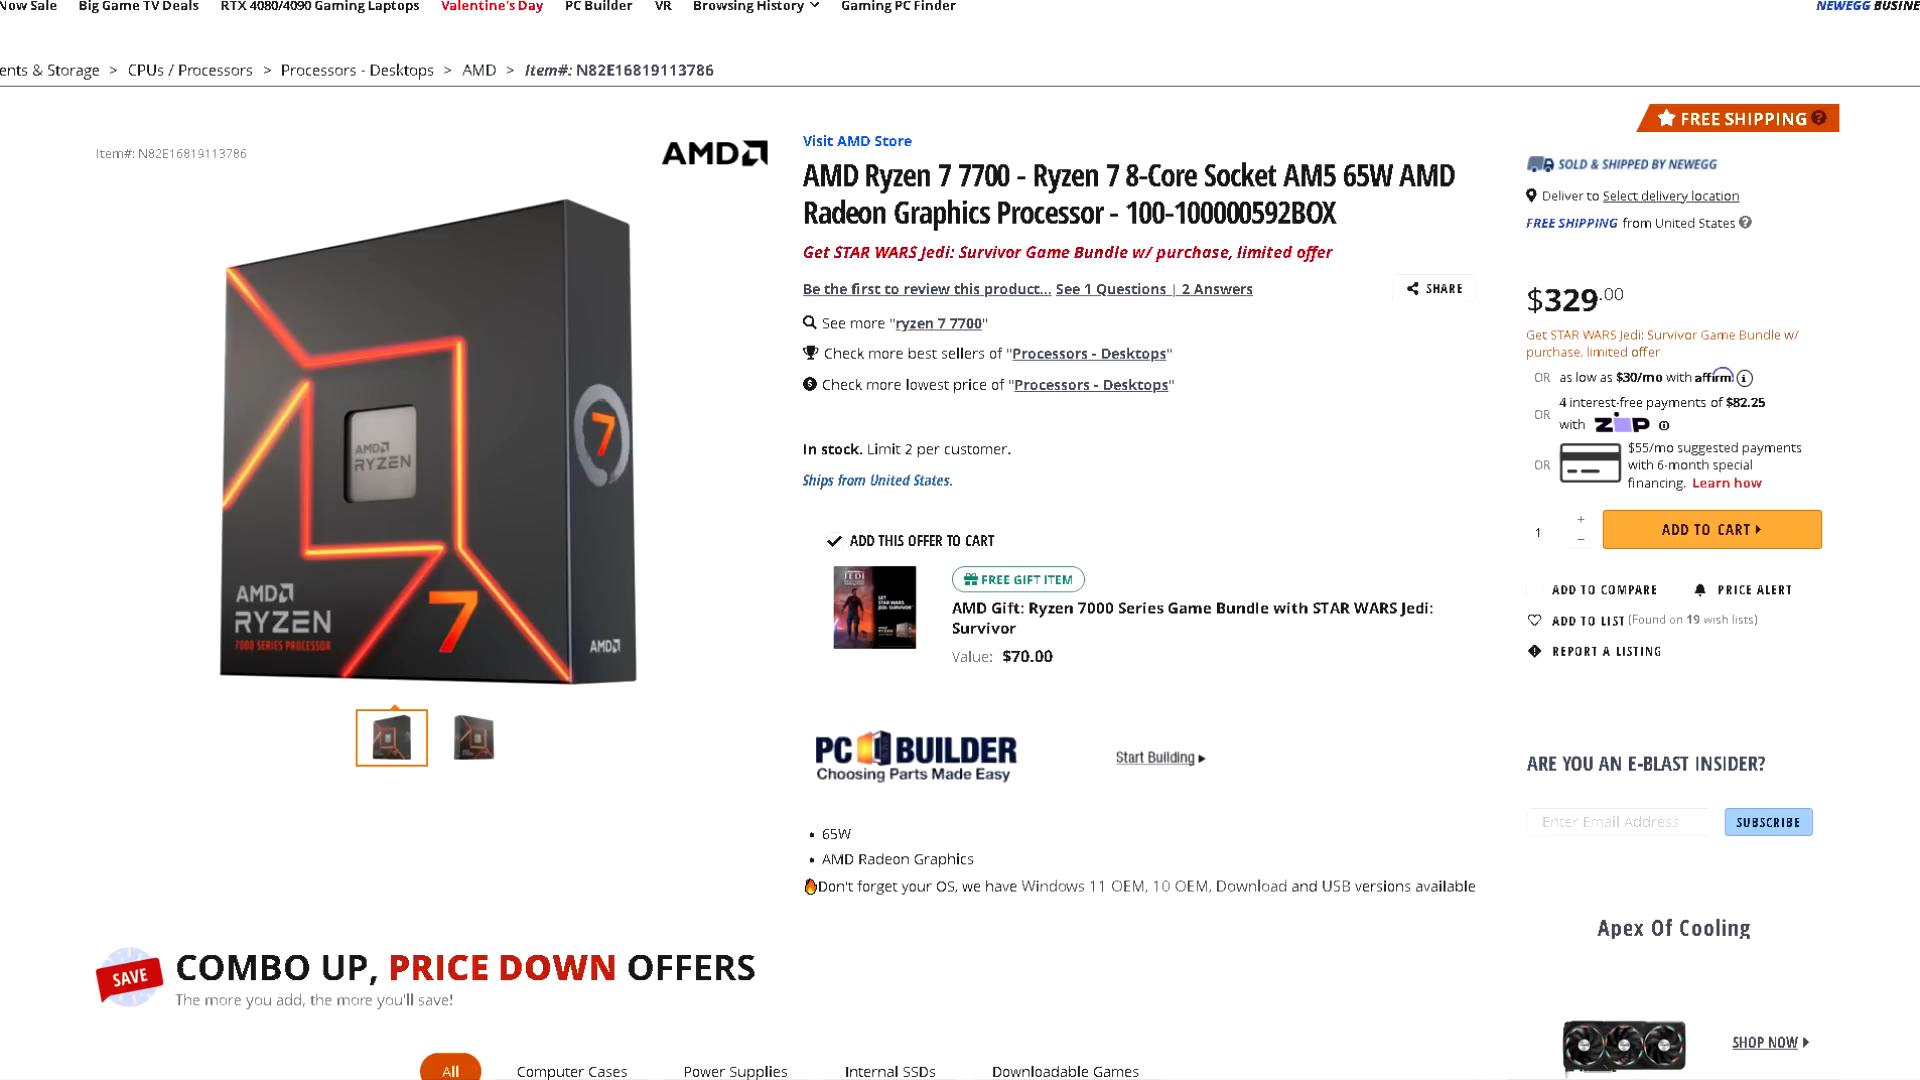 Now Sale Big Game TV Deals RTX 4080/4090 Gaming Laptops Valentine's Day PC Builder VR Browsing History Gaming PC Finder NEWEGG BUSINE
ents & Storage > CPUs / Processors > Processors - Desktops > AMD > Item#: N82E16819113786
FREE SHIPPING
Item#: N82E16819113786
AMD
Visit AMD Store
AMD Ryzen 7 7700 - Ryzen 7 8-Core Socket AM5 65W AMD
Radeon Graphics Processor - 100-100000592BOX
Get STAR WARS Jedi: Survivor Game Bundle w/ purchase, limited offer
Be the first to review this product... See 1 Questions | 2 Answers
SHARE
See more "ryzen 7 7700"
Check more best sellers of "Processors - Desktops"
Check more lowest price of "Processors - Desktops"
In stock. Limit 2 per customer.
Ships from United States.
ADD THIS OFFER TO CART
JEDI
GET
STAR WARS
JEDI: SURVIVOR
FREE GIFT ITEM
AMD Gift: Ryzen 7000 Series Game Bundle with STAR WARS Jedi:
Survivor
Value: $70.00
AMD
RYZEN
7
AMD
RYZEN
7000 SERIES PROCESSOR
7
AMD
PC BUILDER
Choosing Parts Made Easy
Start Building
65W
AMD Radeon Graphics
Don't forget your OS, we have Windows 11 OEM, 10 OEM, Download and USB versions available
SOLD & SHIPPED BY NEWEGG
Deliver to Select delivery location
FREE SHIPPING from United States
$329.00
Get STAR WARS Jedi: Survivor Game Bundle w/
purchase, limited offer
OR as low as $30/mo with affirm
OR 4 interest-free payments of $82.25
with ZIP
OR $55/mo suggested payments
with 6-month special
financing. Learn how
1 + − ADD TO CART
ADD TO COMPARE PRICE ALERT
ADD TO LIST (Found on 19 wish lists)
REPORT A LISTING
ARE YOU AN E-BLAST INSIDER?
Enter Email Address SUBSCRIBE
Apex Of Cooling
SHOP NOW
SAVE
COMBO UP, PRICE DOWN OFFERS
The more you add, the more you'll save!
All Computer Cases Power Supplies Internal SSDs Downloadable Games